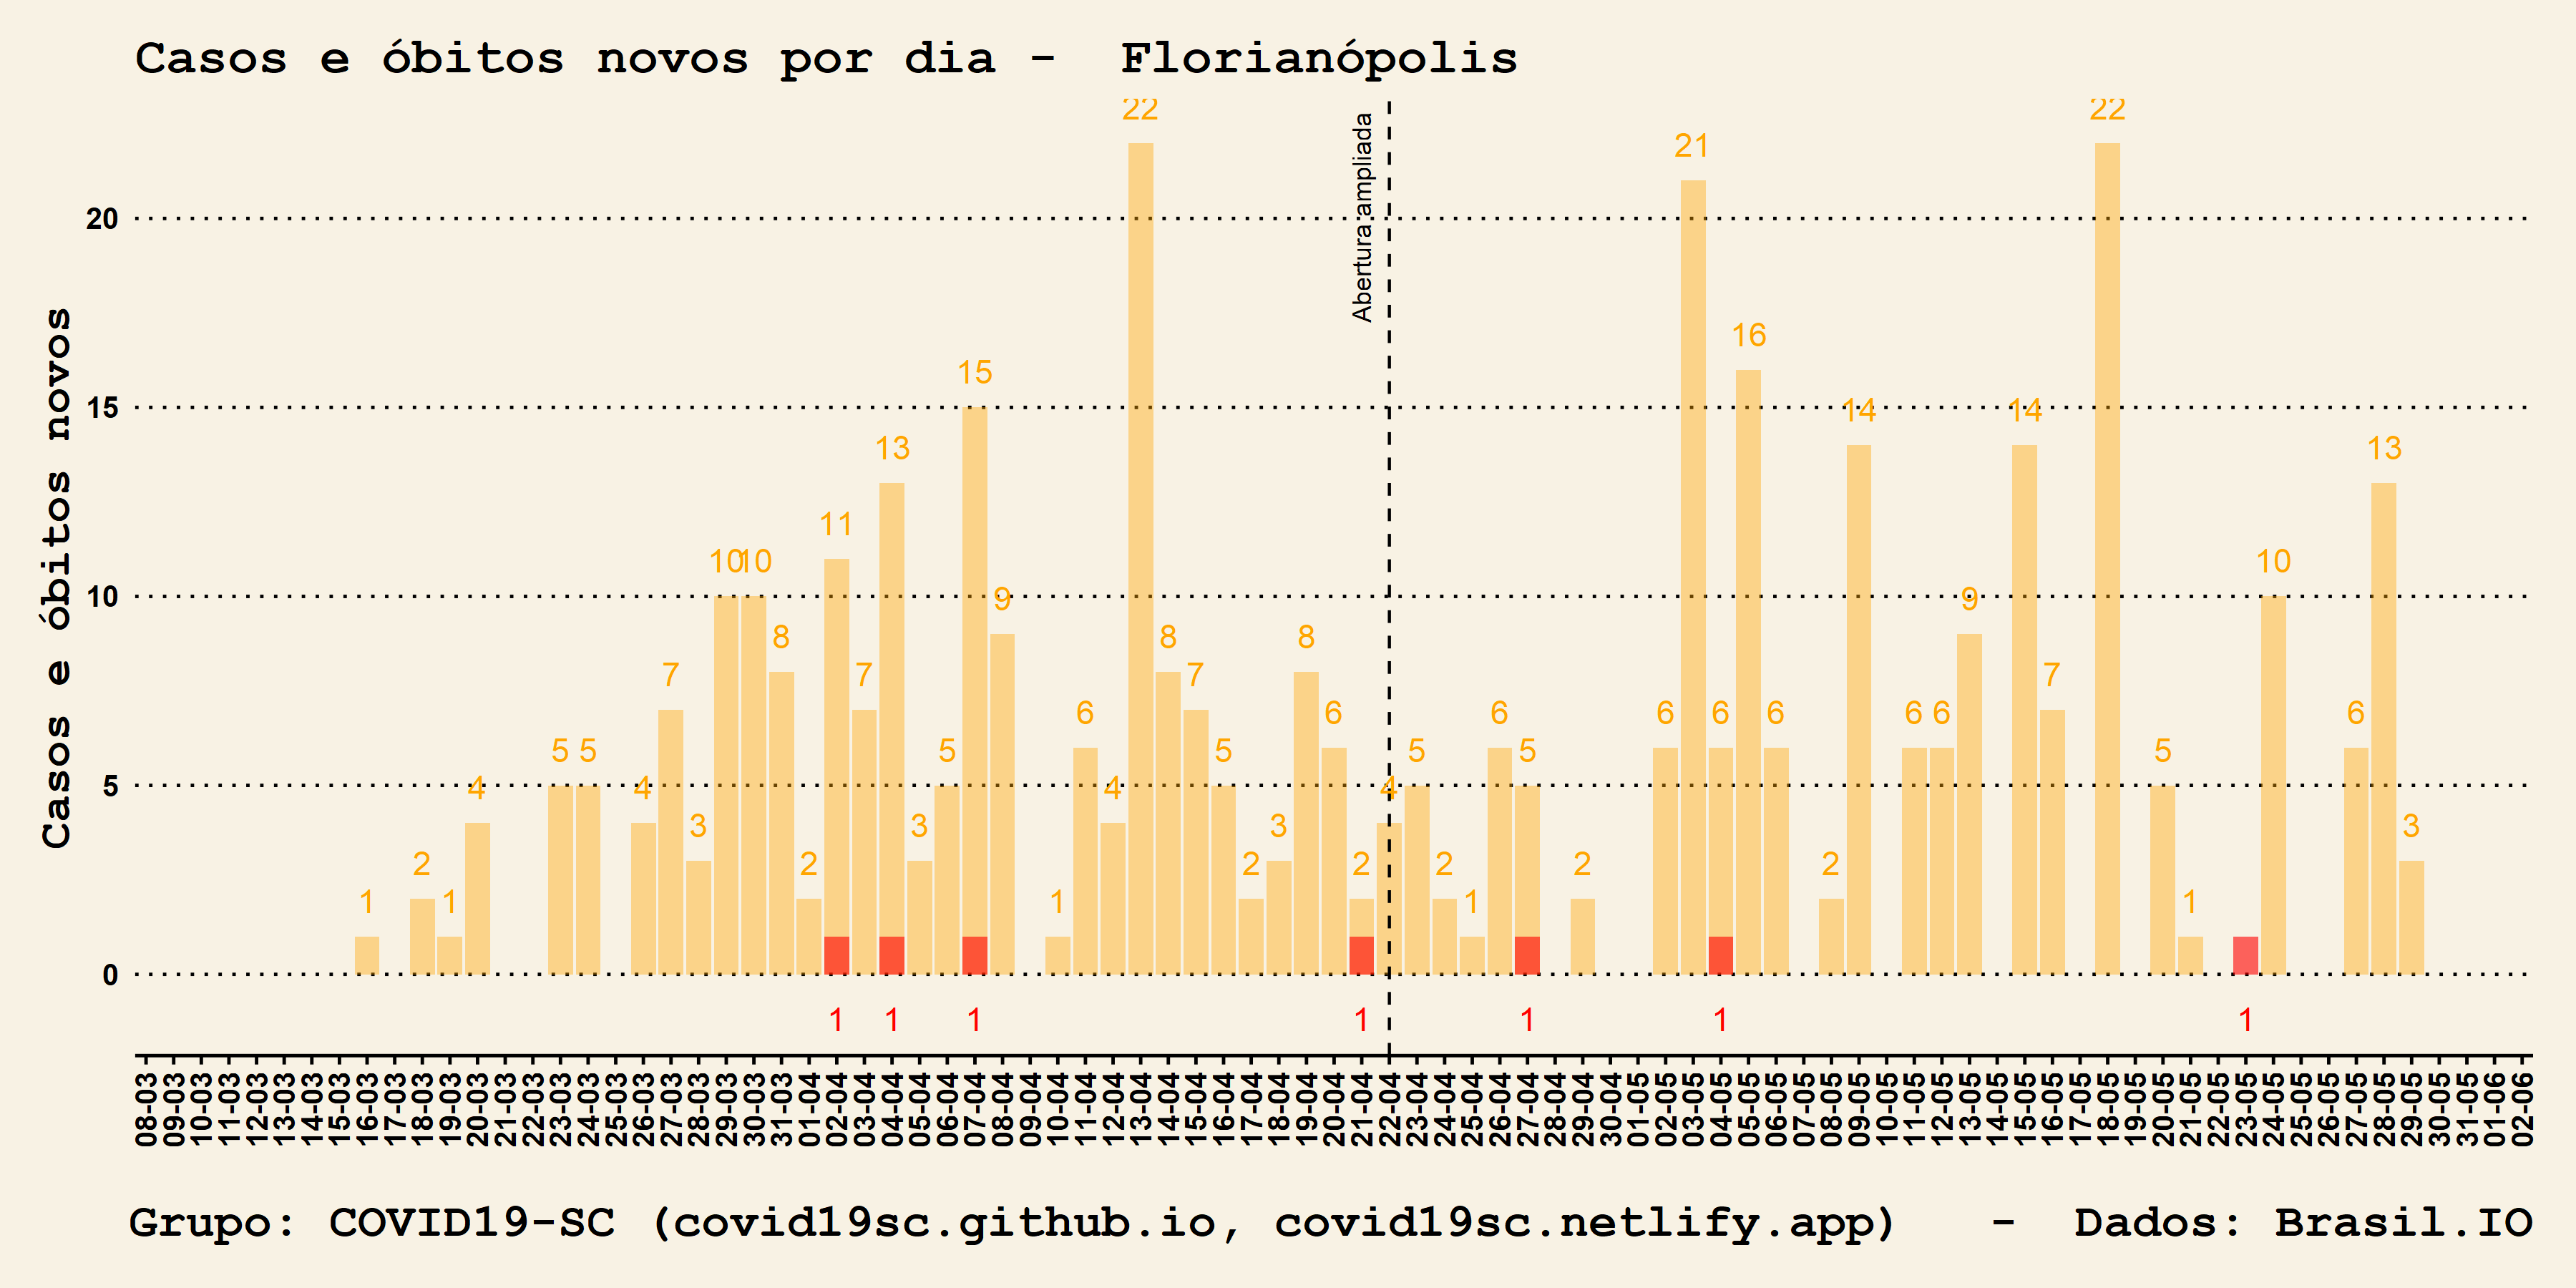 Casos e óbitos novos por dia -  Florianópolis
Casos e óbitos novos
20
15
10
5
0
Abertura ampliada
1 2 1 4 5 5 4 7 3 10 10 8 2 11 7 13 3 5 15 9 1 6 4 22 8 7 5 2 3 8 6 2 4 5 2 1 6 5 2 6 21 6 16 6 2 14 6 6 9 14 7 22 5 1 10 6 13 3
1 1 1 1 1 1 1
08-03 09-03 10-03 11-03 12-03 13-03 14-03 15-03 16-03 17-03 18-03 19-03 20-03 21-03 22-03 23-03 24-03 25-03 26-03 27-03 28-03 29-03 30-03 31-03 01-04 02-04 03-04 04-04 05-04 06-04 07-04 08-04 09-04 10-04 11-04 12-04 13-04 14-04 15-04 16-04 17-04 18-04 19-04 20-04 21-04 22-04 23-04 24-04 25-04 26-04 27-04 28-04 29-04 30-04 01-05 02-05 03-05 04-05 05-05 06-05 07-05 08-05 09-05 10-05 11-05 12-05 13-05 14-05 15-05 16-05 17-05 18-05 19-05 20-05 21-05 22-05 23-05 24-05 25-05 26-05 27-05 28-05 29-05 30-05 31-05 01-06 02-06
Grupo: COVID19-SC (covid19sc.github.io, covid19sc.netlify.app)   -  Dados: Brasil.IO